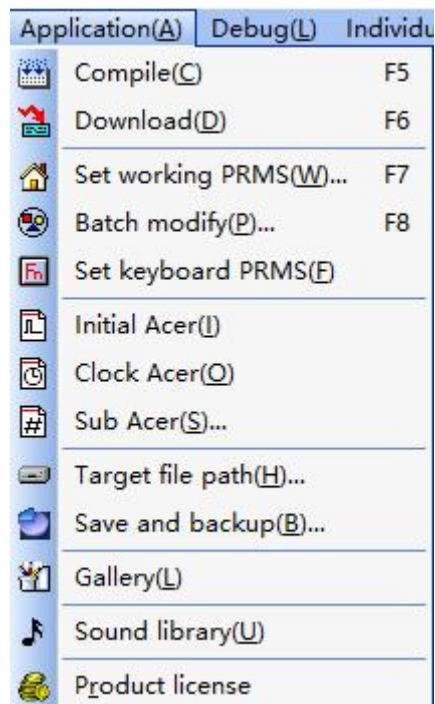 Application(A) Debug(L) Individu
Compile(C) F5
Download(D) F6
Set working PRMS(W)... F7
Batch modify(P)... F8
Fn Set keyboard PRMS(F)
Initial Acer(I)
Clock Acer(O)
# Sub Acer(S)...
Target file path(H)...
Save and backup(B)...
Gallery(L)
Sound library(U)
Product license